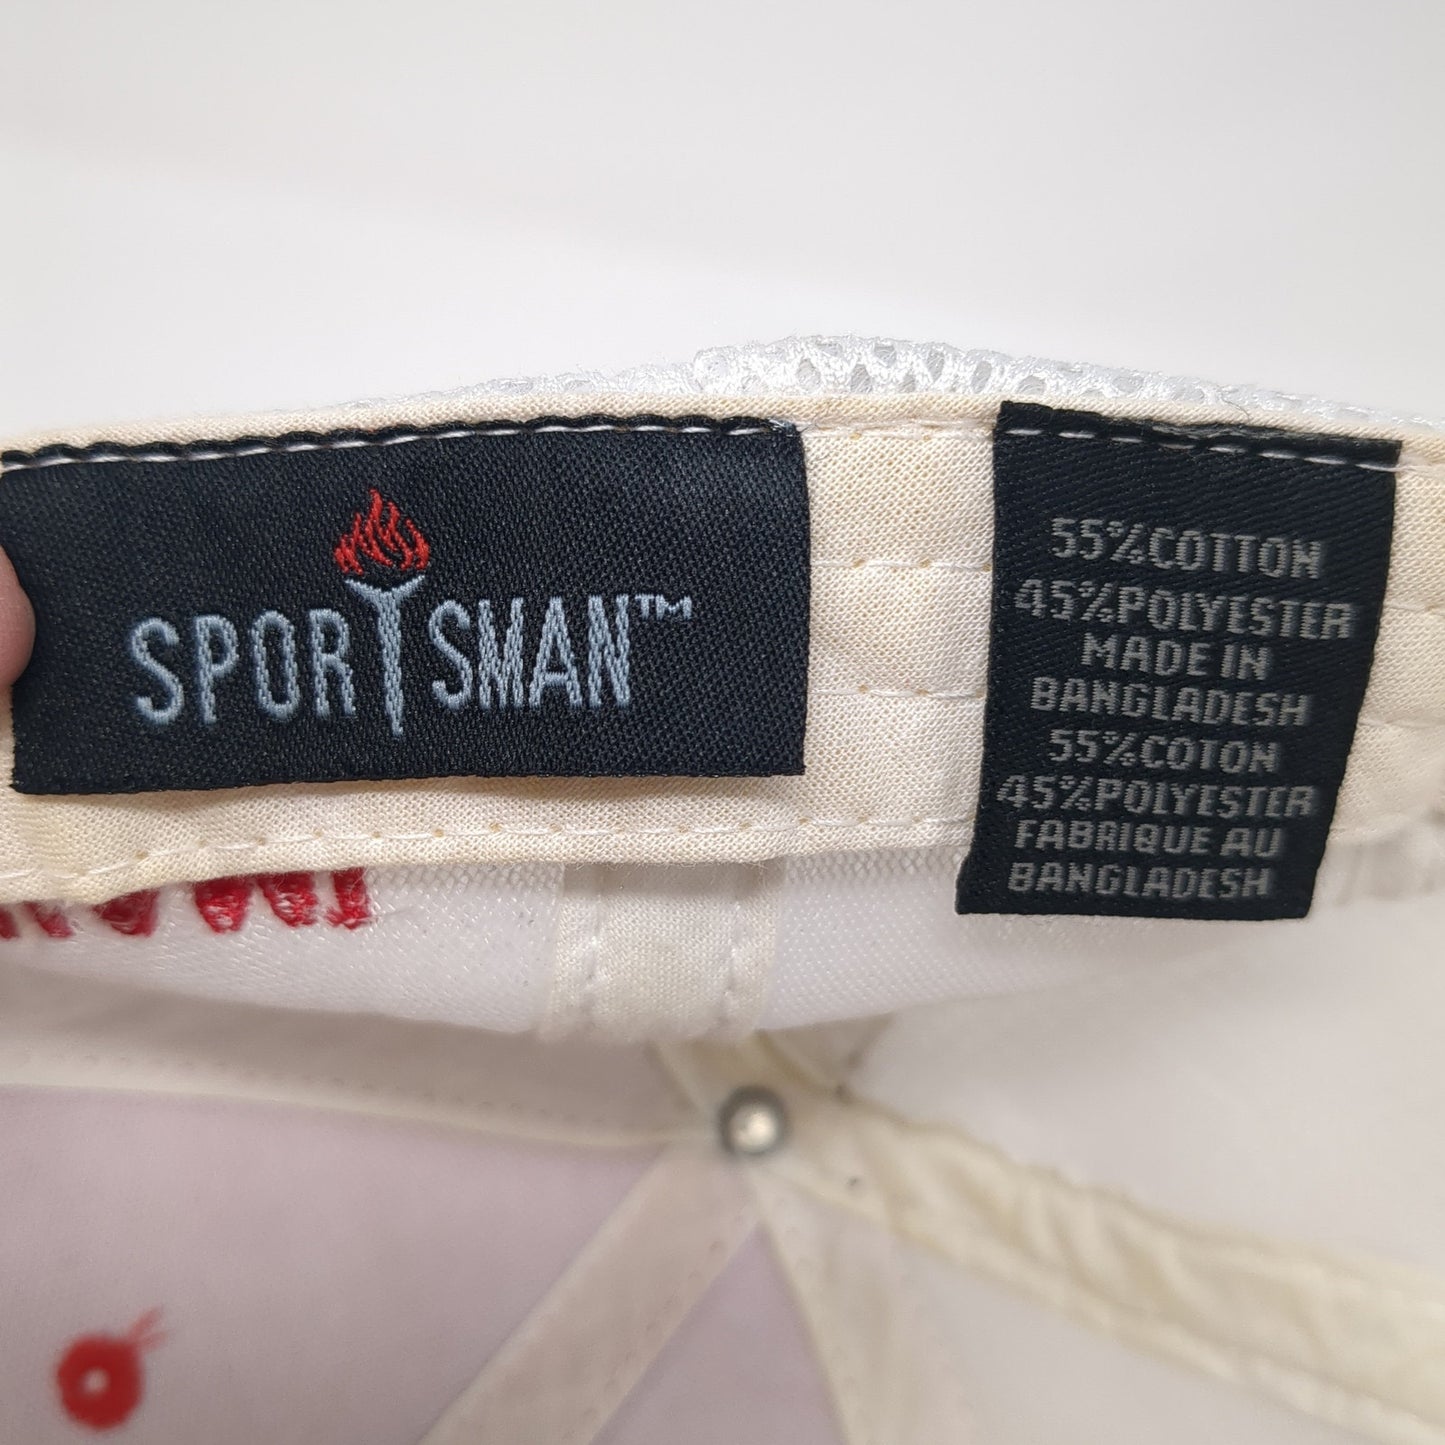 SPORTSMAN™
55%COTTON
45%POLYESTER
MADE IN
BANGLADESH
55%COTON
45%POLYESTER
FABRIQUE AU
BANGLADESH